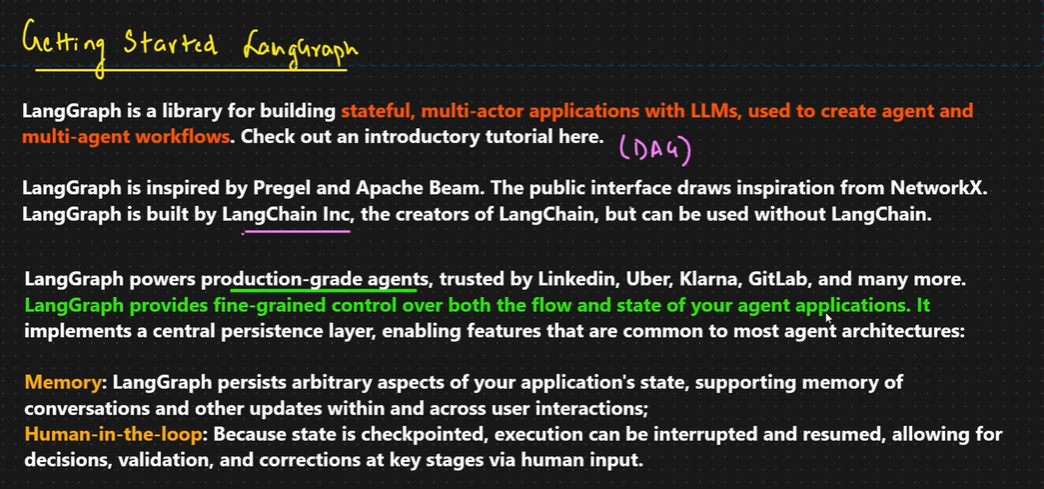 Getting Started LangGraph
LangGraph is a library for building stateful, multi-actor applications with LLMs, used to create agent and
multi-agent workflows. Check out an introductory tutorial here.
(DAG)
LangGraph is inspired by Pregel and Apache Beam. The public interface draws inspiration from NetworkX.
LangGraph is built by LangChain Inc, the creators of LangChain, but can be used without LangChain.
LangGraph powers production-grade agents, trusted by Linkedin, Uber, Klarna, GitLab, and many more.
LangGraph provides fine-grained control over both the flow and state of your agent applications. It
implements a central persistence layer, enabling features that are common to most agent architectures:
Memory: LangGraph persists arbitrary aspects of your application's state, supporting memory of
conversations and other updates within and across user interactions;
Human-in-the-loop: Because state is checkpointed, execution can be interrupted and resumed, allowing for
decisions, validation, and corrections at key stages via human input.